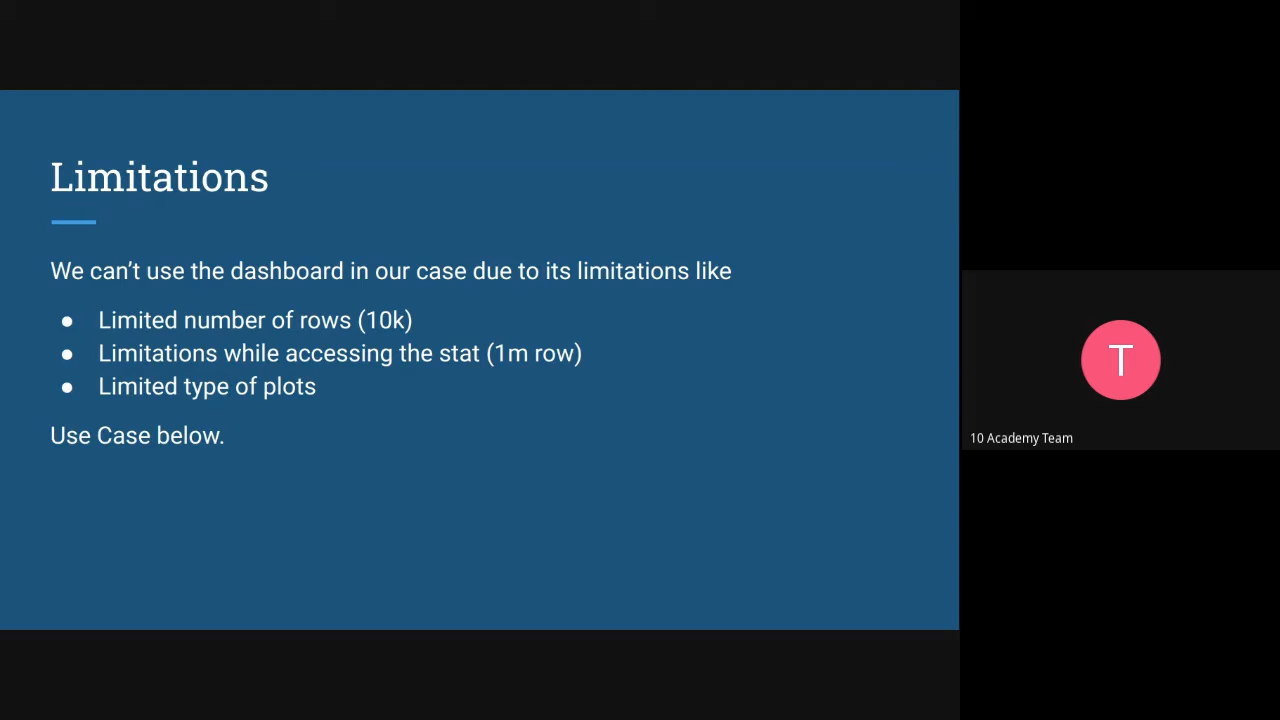 Limitations
We can’t use the dashboard in our case due to its limitations like
● Limited number of rows (10k)
● Limitations while accessing the stat (1m row)
● Limited type of plots
Use Case below.
T
10 Academy Team